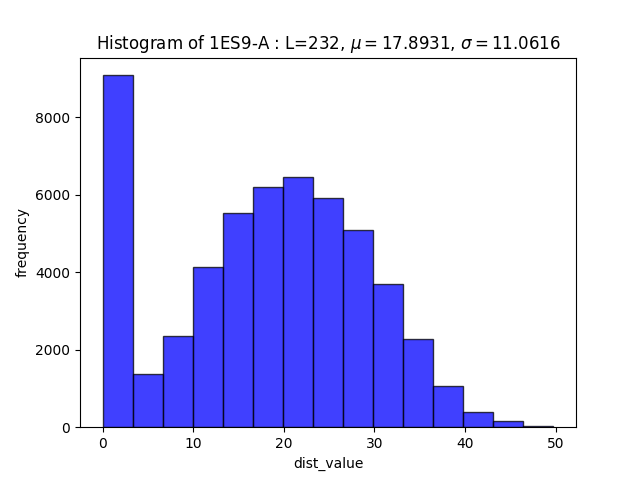 Histogram of 1ES9-A : L=232, μ = 17.8931, σ = 11.0616
frequency
8000
6000
4000
2000
0
0 10 20 30 40 50
dist_value